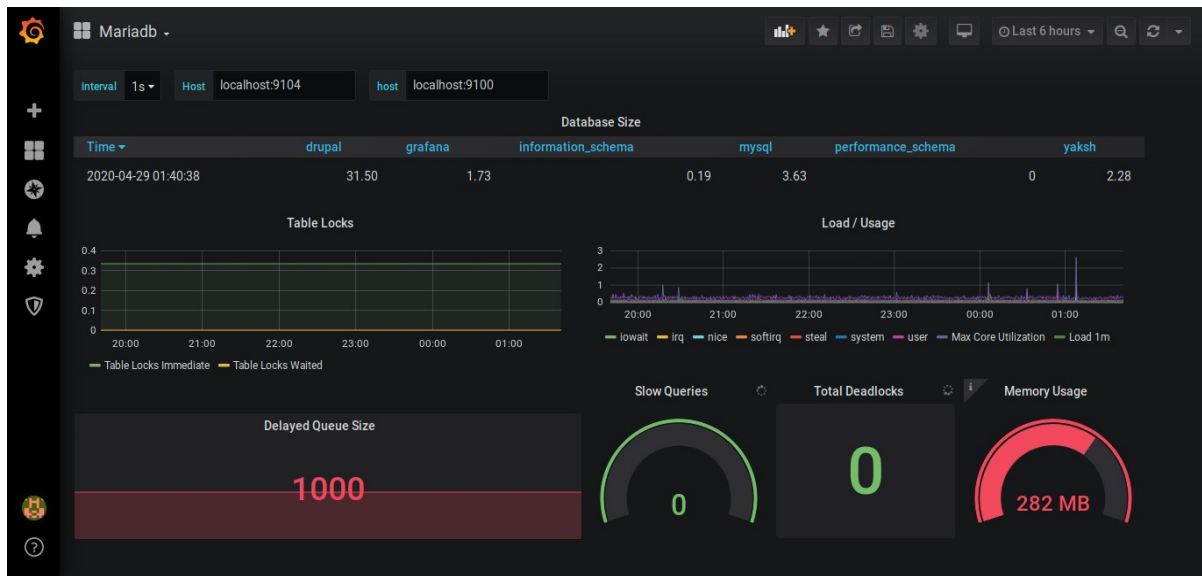 Mariadb
Last 6 hours
interval 1s Host localhost:9104 host localhost:9100
Database Size
Time drupal grafana information_schema mysql performance_schema yaksh
2020-04-29 01:40:38 31.50 1.73 0.19 3.63 0 2.28
Table Locks
0.4
0.3
0.2
0.1
0
20:00 21:00 22:00 23:00 00:00 01:00
Table Locks Immediate Table Locks Waited
Load / Usage
3
2
1
0
20:00 21:00 22:00 23:00 00:00 01:00
iowait irq nice softirq steal system user Max Core Utilization Load 1m
Delayed Queue Size
1000
Slow Queries
0
Total Deadlocks
0
i
Memory Usage
282 MB
?